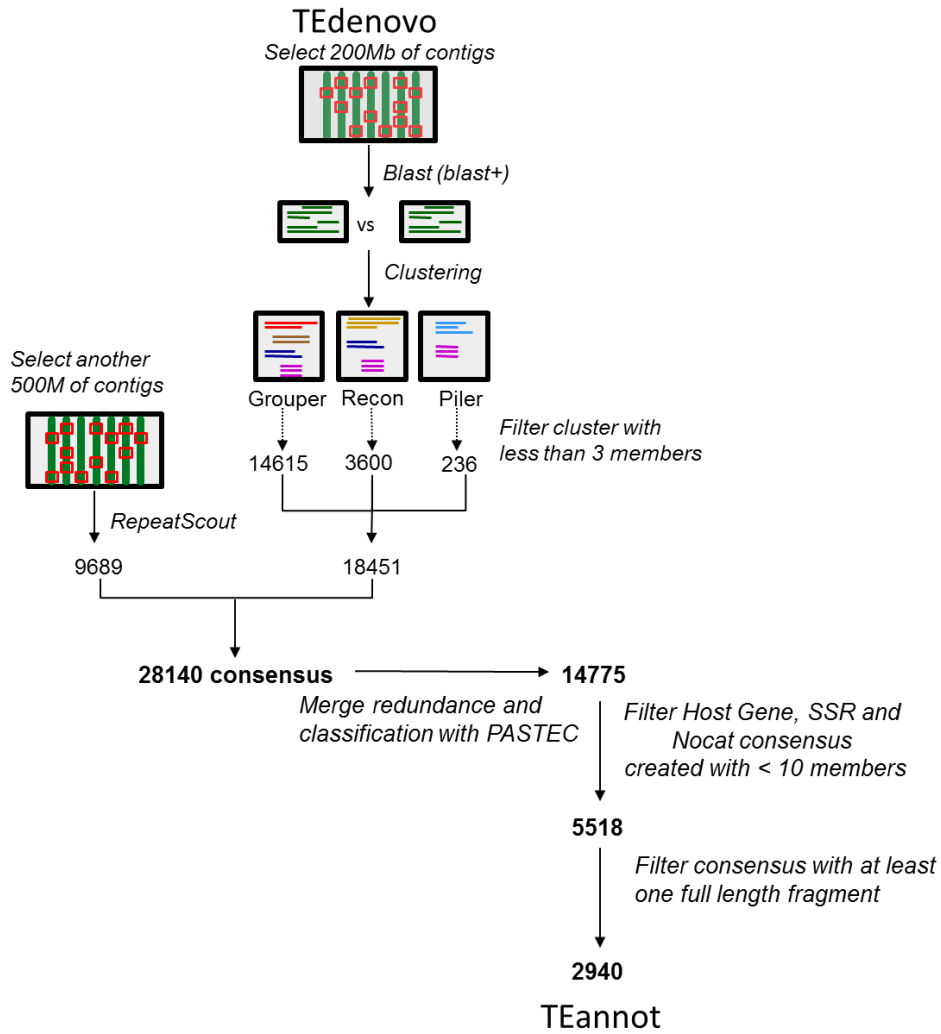 TEdenovo
Select 200Mb of contigs
Blast (blast+)
vs
Clustering
Select another
500M of contigs
Grouper
Recon
Piler
Filter cluster with
less than 3 members
14615
3600
236
RepeatScout
9689
18451
28140 consensus
14775
Merge redundance and
classification with PASTEC
Filter Host Gene, SSR and
Nocat consensus
created with < 10 members
5518
Filter consensus with at least
one full length fragment
2940
TEannot